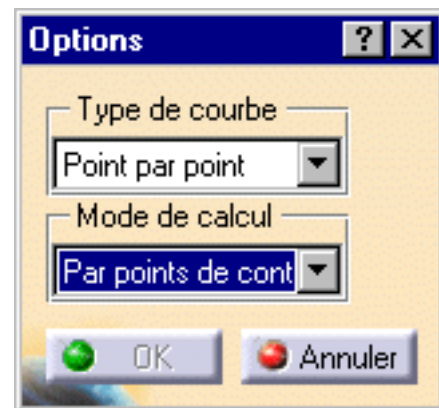 Options
Type de courbe
Point par point
Mode de calcul
Par points de cont
OK
Annuler